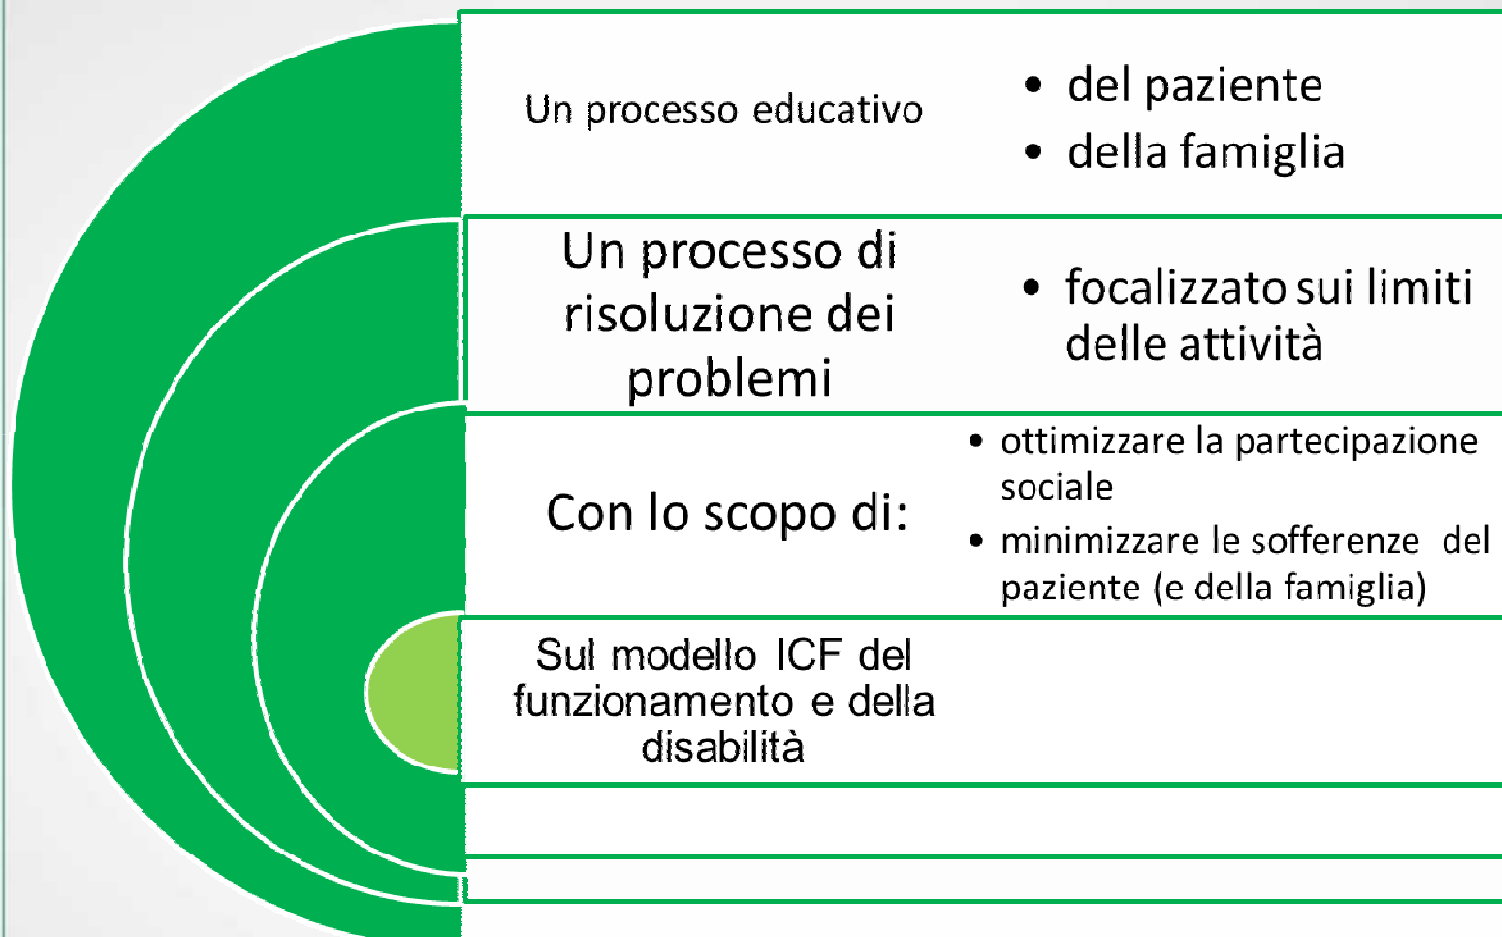 Un processo educativo
• del paziente
• della famiglia
Un processo di
risoluzione dei
problemi
• focalizzato sui limiti
delle attività
Con lo scopo di:
• ottimizzare la partecipazione
sociale
• minimizzare le sofferenze del
paziente (e della famiglia)
Sul modello ICF del
funzionamento e della
disabilità